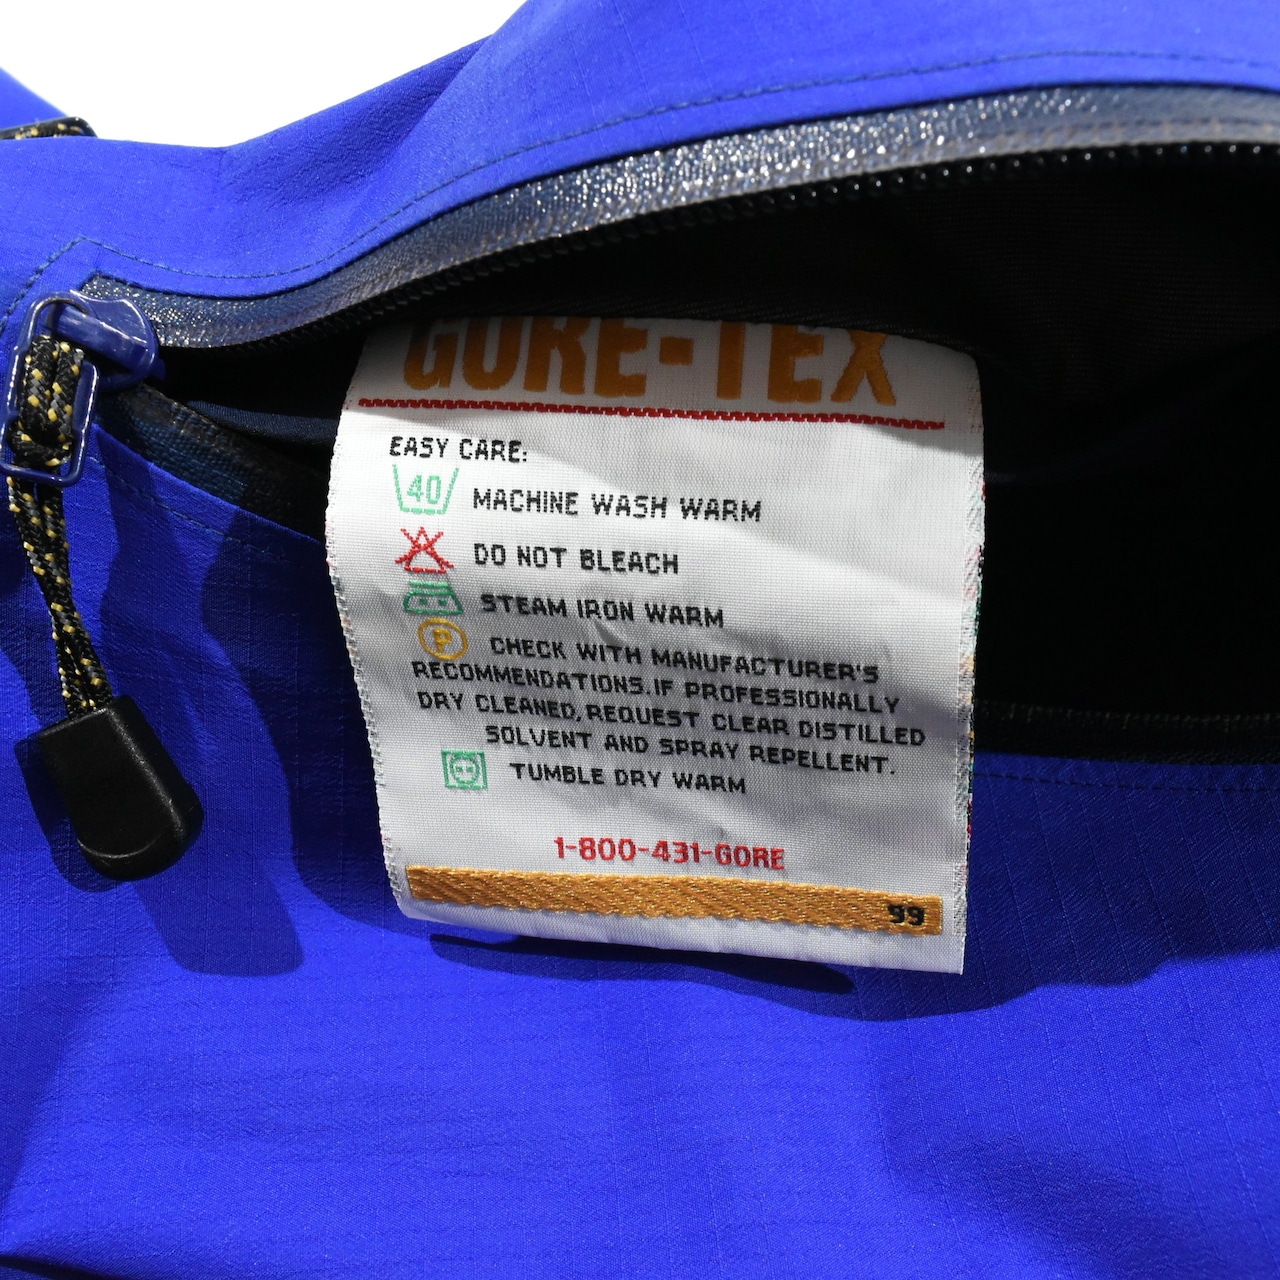 GORE-TEX
EASY CARE:
40 MACHINE WASH WARM
DO NOT BLEACH
STEAM IRON WARM
P CHECK WITH MANUFACTURER'S
RECOMMENDATIONS.IF PROFESSIONALLY
DRY CLEANED, REQUEST CLEAR DISTILLED
SOLVENT AND SPRAY REPELLENT.
TUMBLE DRY WARM
1-800-431-GORE
99